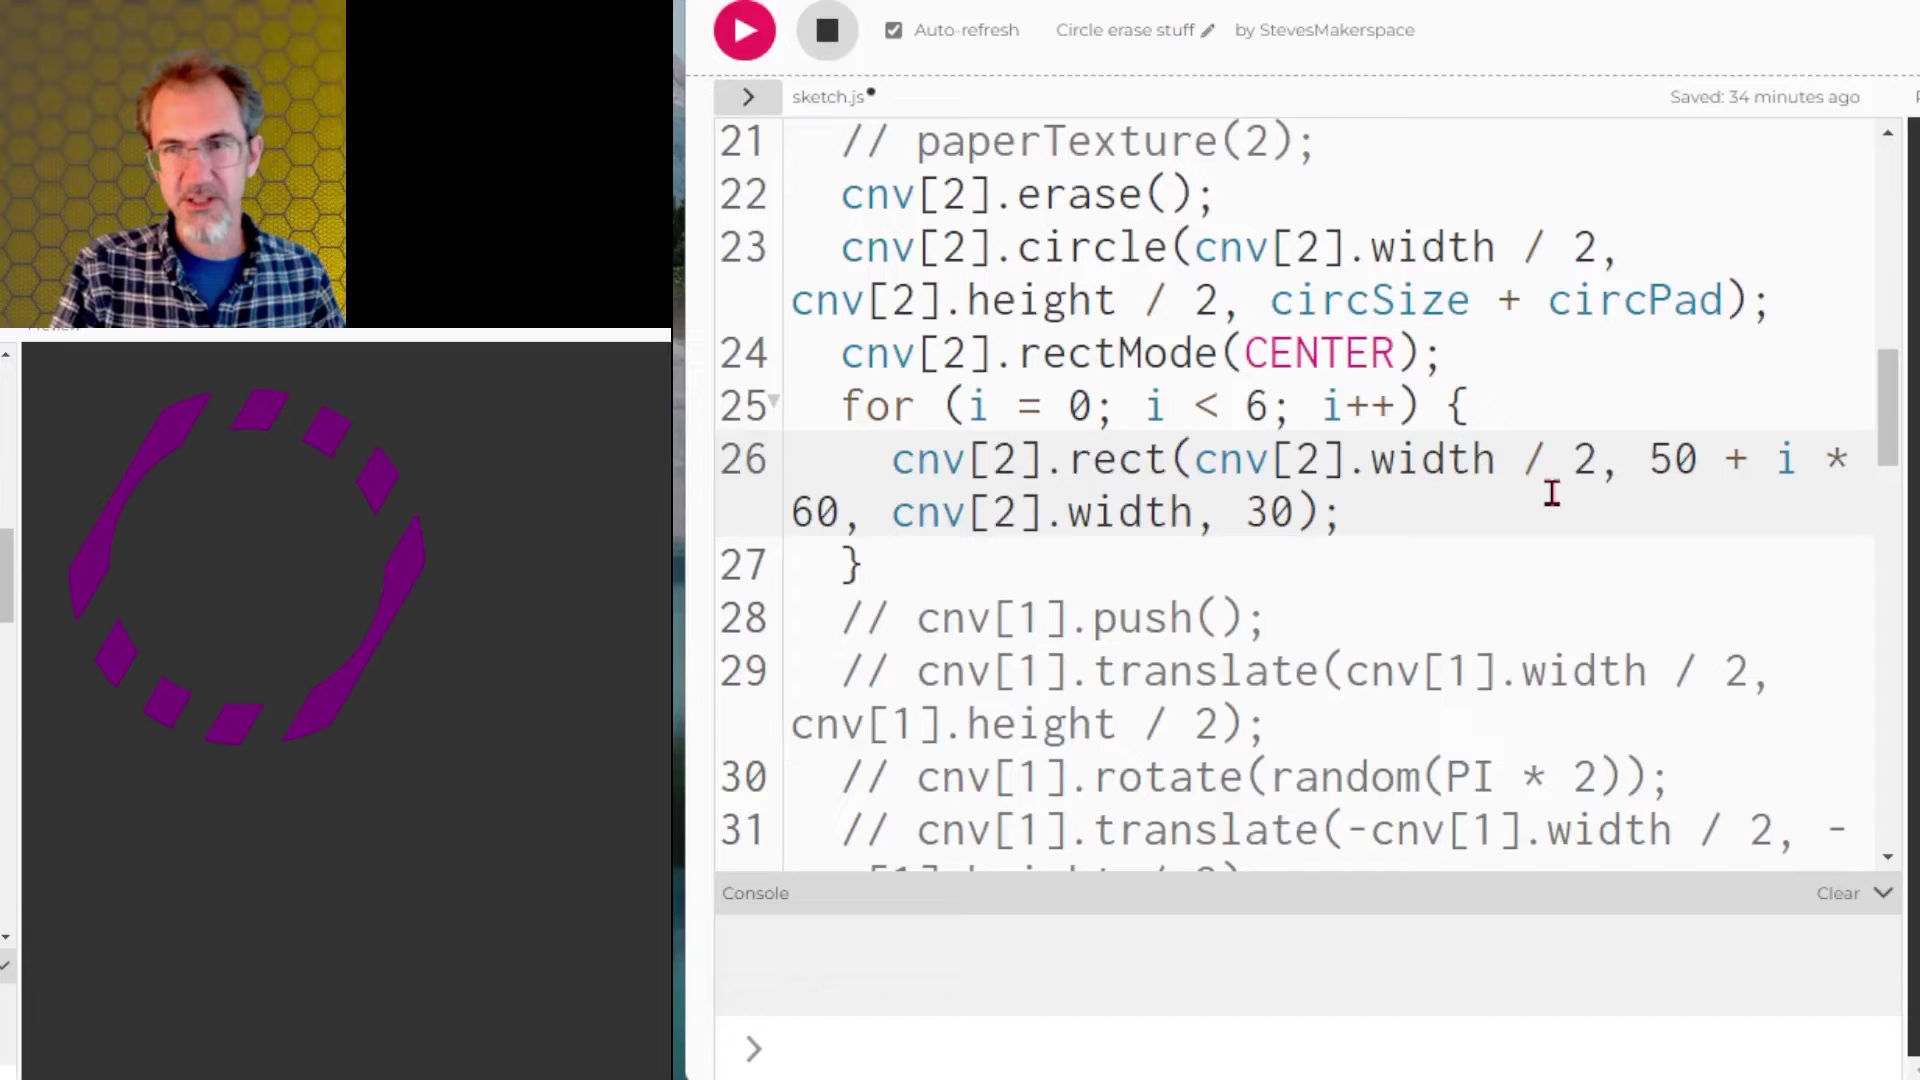 Auto-refresh Circle erase stuff by StevesMakerspace
sketch.js Saved: 34 minutes ago
21 // paperTexture(2);
22 cnv[2].erase();
23 cnv[2].circle(cnv[2].width / 2,
cnv[2].height / 2, circSize + circPad);
24 cnv[2].rectMode(CENTER);
25 for (i = 0; i < 6; i++) {
26 cnv[2].rect(cnv[2].width / 2, 50 + i *
60, cnv[2].width, 30);
27 }
28 // cnv[1].push();
29 // cnv[1].translate(cnv[1].width / 2,
cnv[1].height / 2);
30 // cnv[1].rotate(random(PI * 2));
31 // cnv[1].translate(-cnv[1].width / 2, -
Console Clear
>